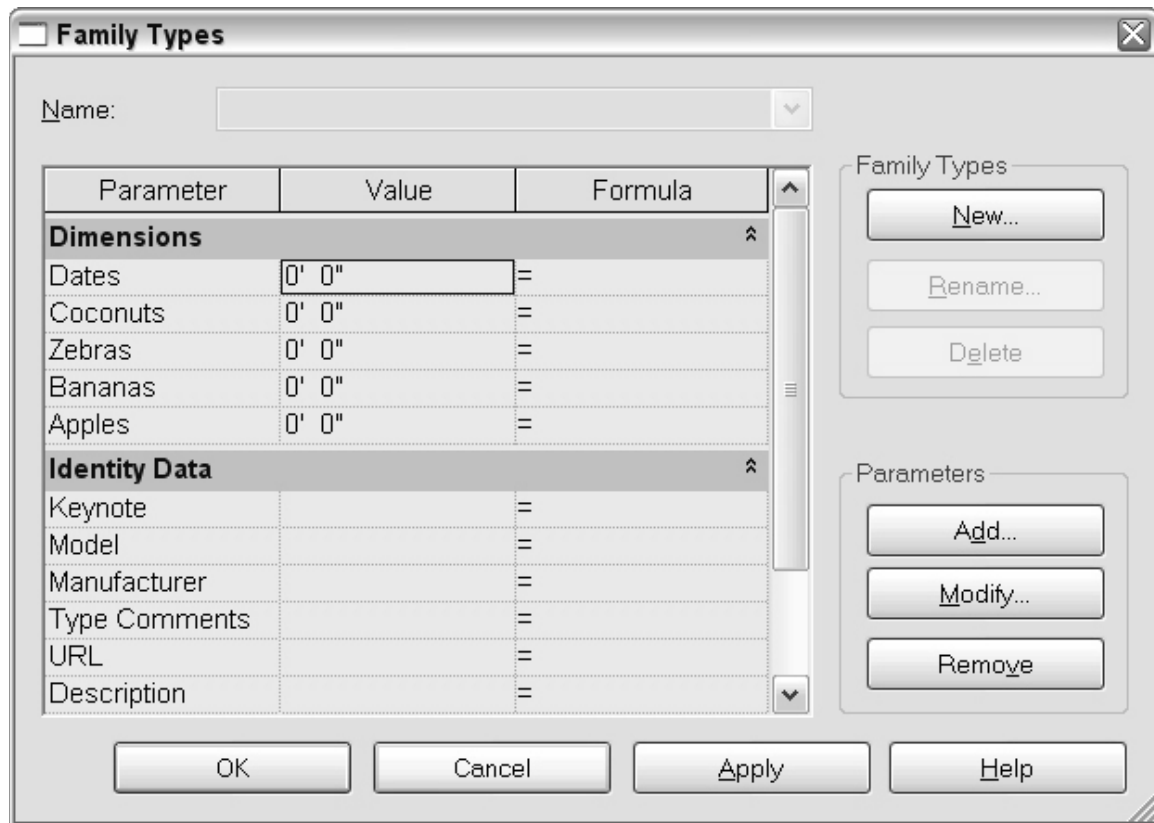 Family Types
Name:
Parameter Value Formula
Dimensions
Dates 0' 0" =
Coconuts 0' 0" =
Zebras 0' 0" =
Bananas 0' 0" =
Apples 0' 0" =
Identity Data
Keynote =
Model =
Manufacturer =
Type Comments =
URL =
Description =
Family Types
New...
Rename...
Delete
Parameters
Add...
Modify...
Remove
OK Cancel Apply Help